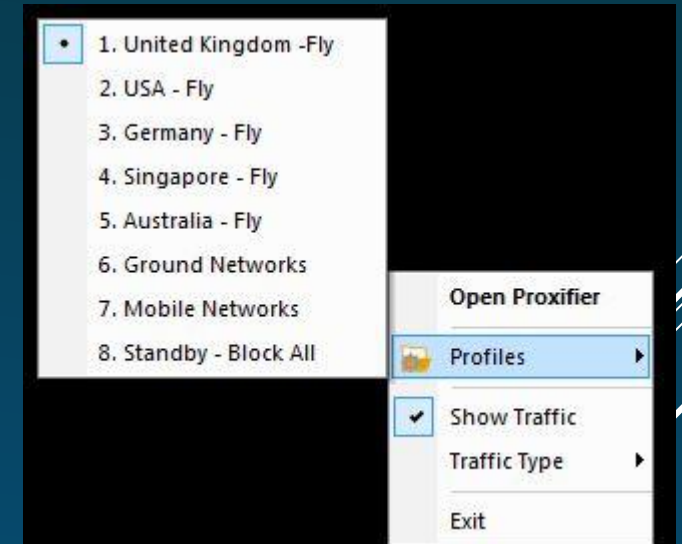 1. United Kingdom -Fly
2. USA - Fly
3. Germany - Fly
4. Singapore - Fly
5. Australia - Fly
6. Ground Networks
7. Mobile Networks
8. Standby - Block All
Open Proxifier
Profiles
Show Traffic
Traffic Type
Exit